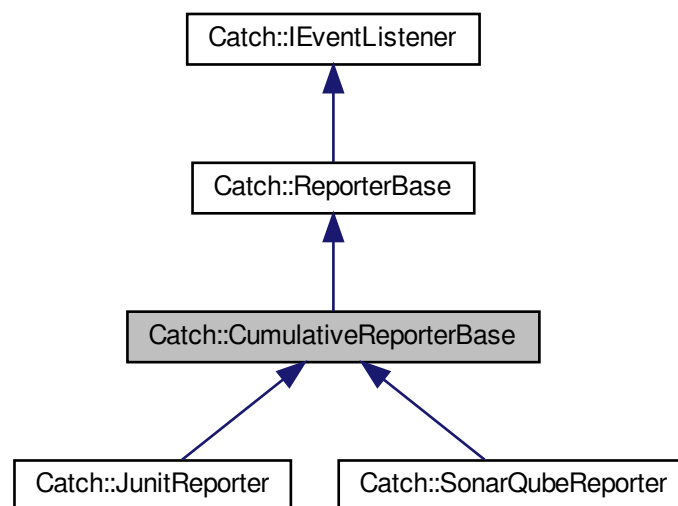 Catch::IEventListener
Catch::ReporterBase
Catch::CumulativeReporterBase
Catch::JunitReporter
Catch::SonarQubeReporter